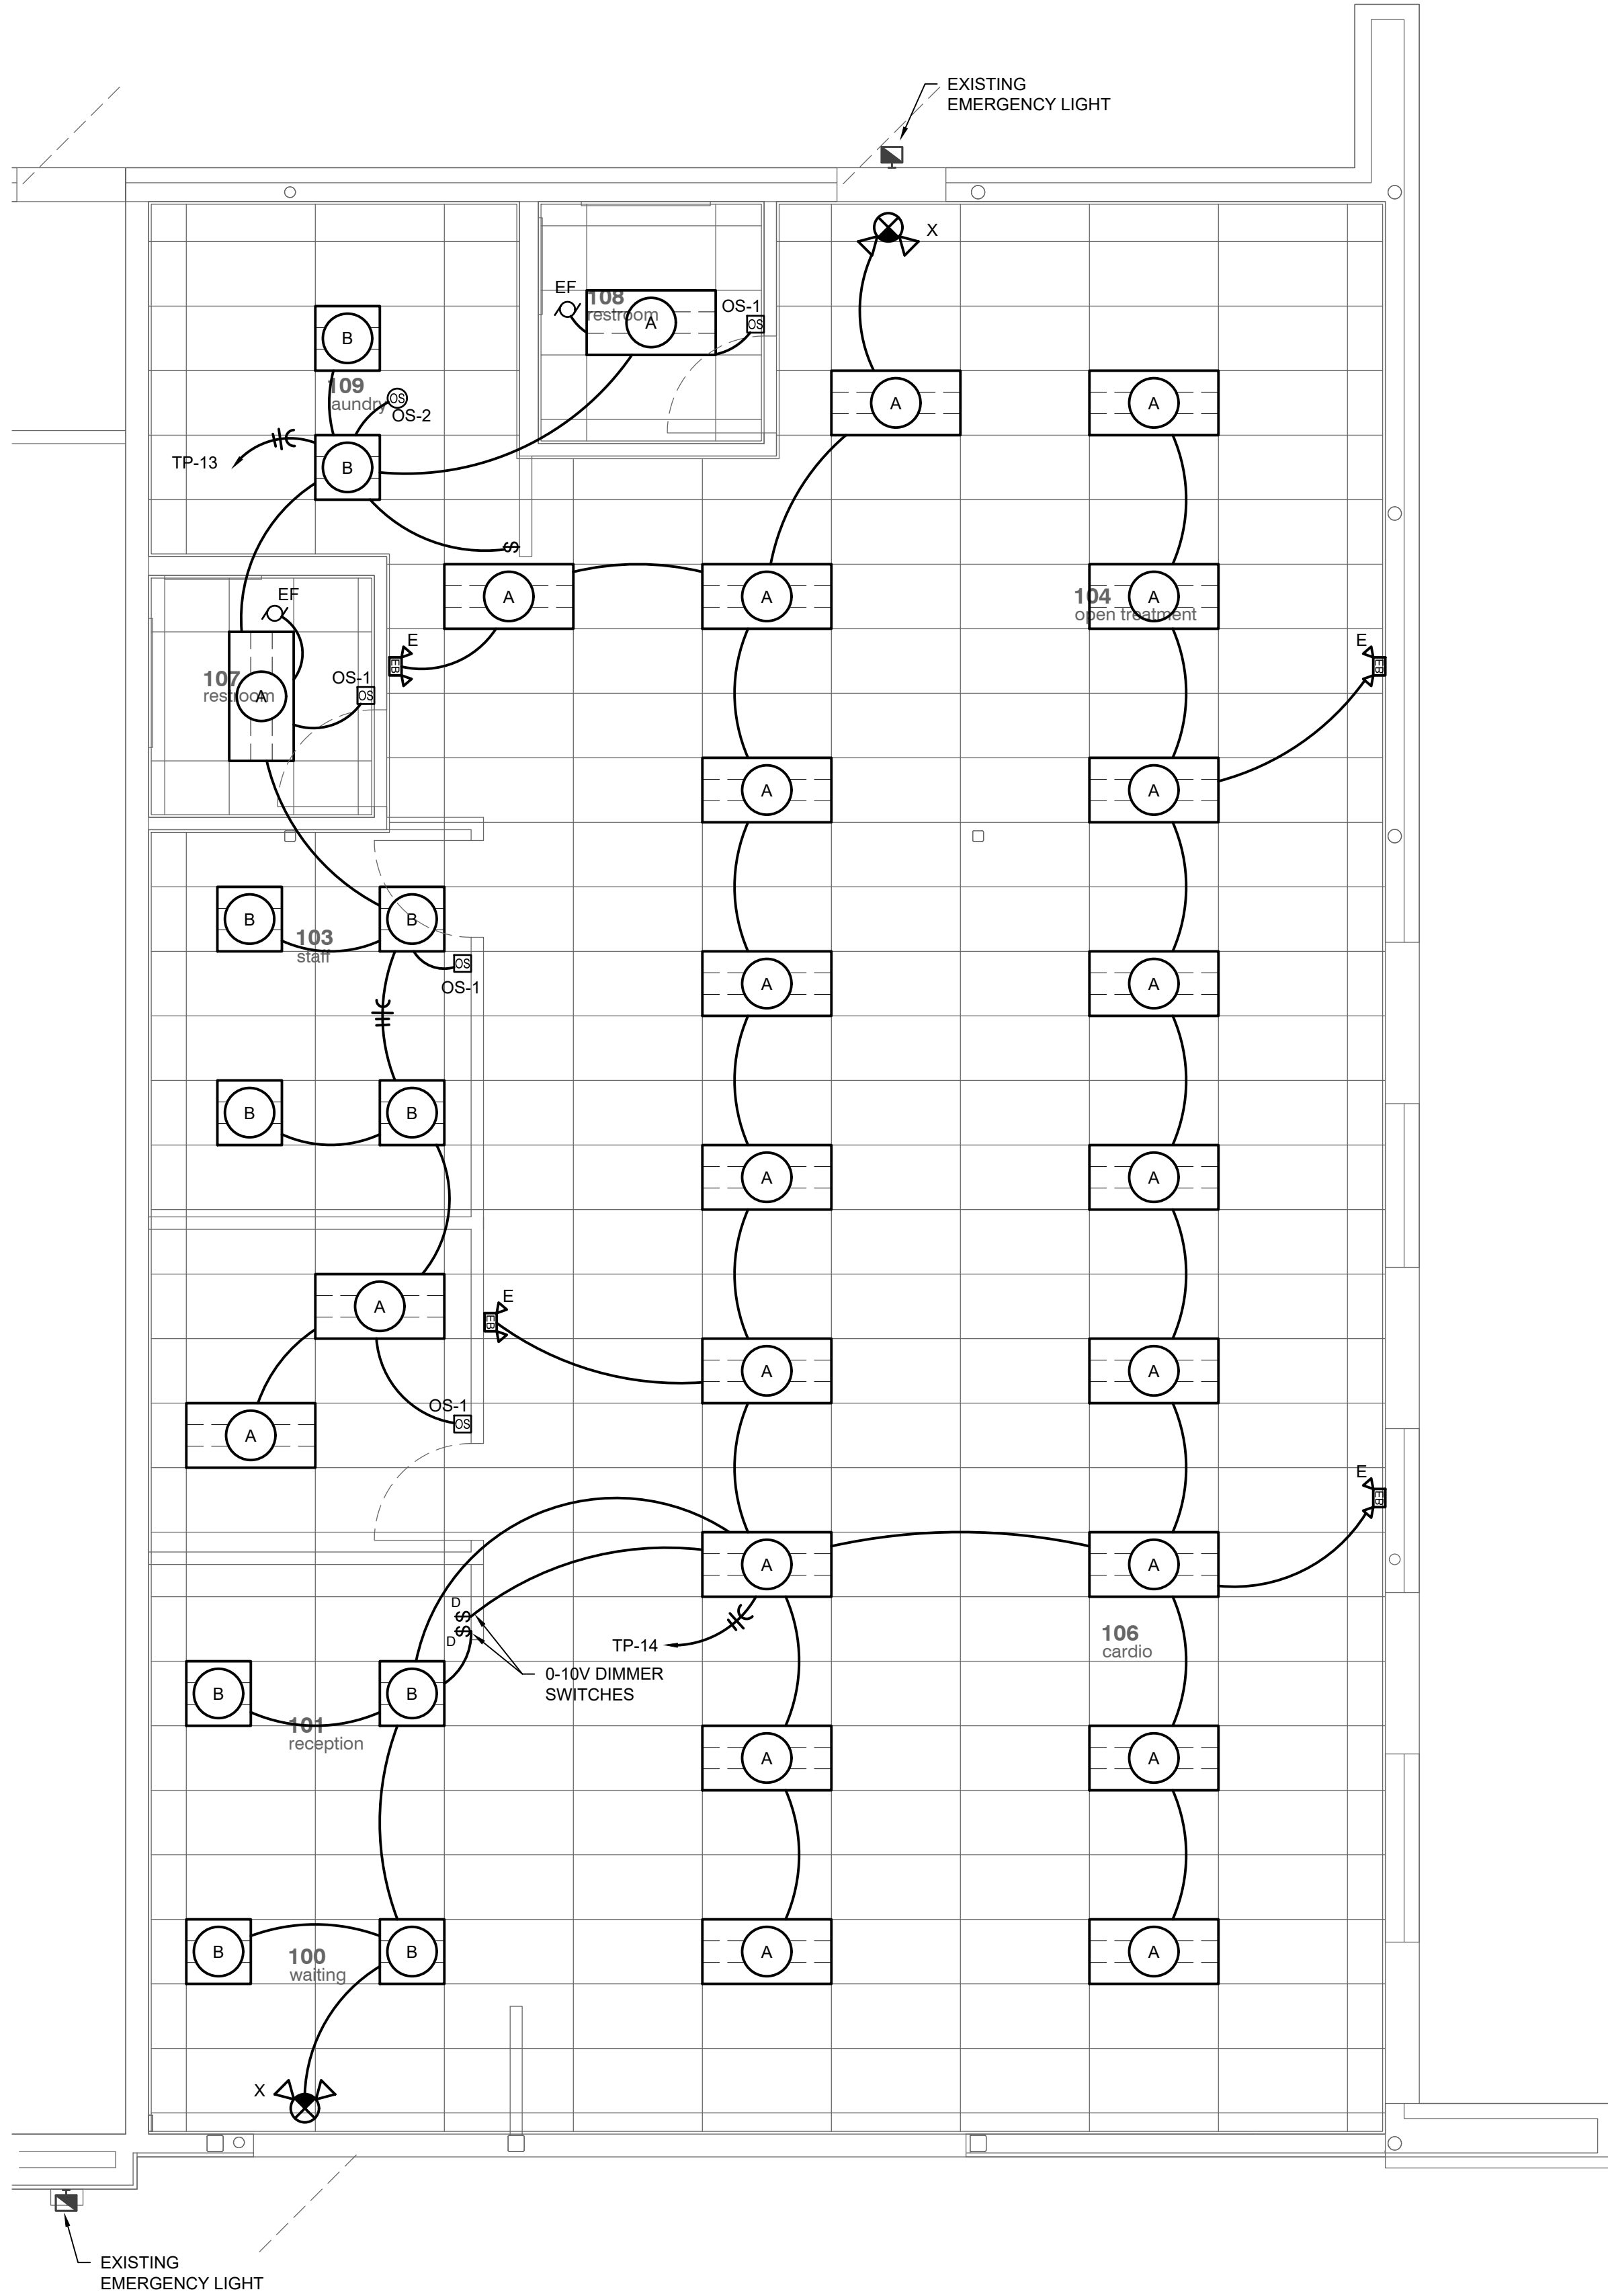 EXISTING
EMERGENCY LIGHT
X
EF
108
restroom
A
OS-1
OS
B
109
laundry
OS
OS-2
A
A
TP-13
B
S
A
A
104
open treatment
A
EF
E
EB
E
EB
107
restroom
A
OS-1
OS
A
A
B
103
staff
B
OS
OS-1
A
A
B
B
A
A
A
E
EB
A
A
OS-1
OS
A
E
EB
A
A
D
$
$
D
TP-14
106
cardio
0-10V DIMMER
SWITCHES
B
B
101
reception
A
A
B
B
100
waiting
A
A
X
EXISTING
EMERGENCY LIGHT